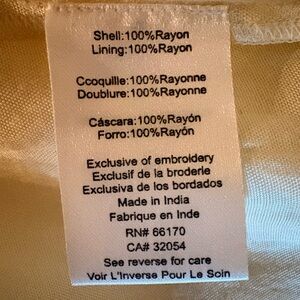 Shell:100%Rayon
Lining:100%Rayon
Ccoquille:100%Rayonne
Doublure:100%Rayonne
Cáscara:100%Rayón
Forro:100%Rayón
Exclusive of embroidery
Exclusif de la broderie
Exclusiva de los bordados
Made in India
Fabrique en Inde
RN# 66170
CA# 32054
See reverse for care
Voir L'Inverse Pour Le Soin